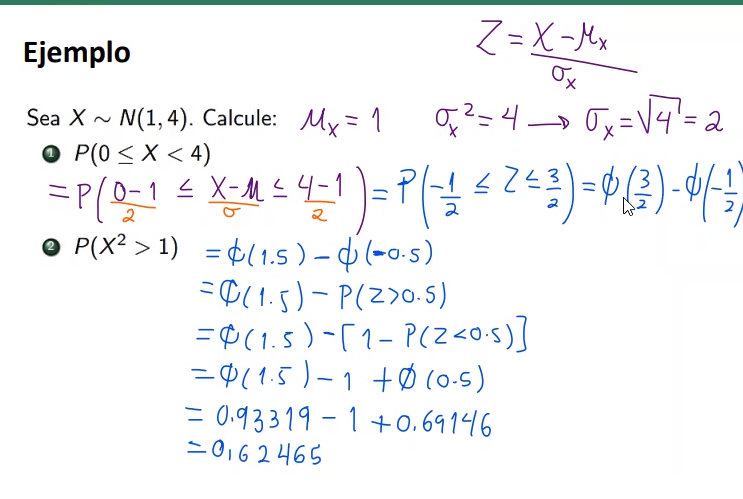 Z = (X − μₓ)/σₓ
Ejemplo
Sea X ~ N(1, 4). Calcule: μₓ = 1 σₓ² = 4 → σₓ = √4 = 2
1 P(0 ≤ X < 4)
= P((0−1)/2 ≤ (X−μ)/σ ≤ (4−1)/2) = P(−1/2 ≤ Z ≤ 3/2) = ϕ(3/2) − ϕ(−1/2)
2 P(X² > 1) = ϕ(1.5) − ϕ(−0.5)
= ϕ(1.5) − P(Z>0.5)
= ϕ(1.5) − [1 − P(Z<0.5)]
= ϕ(1.5) − 1 + ϕ(0.5)
= 0.93319 − 1 + 0.69146
= 0,62465